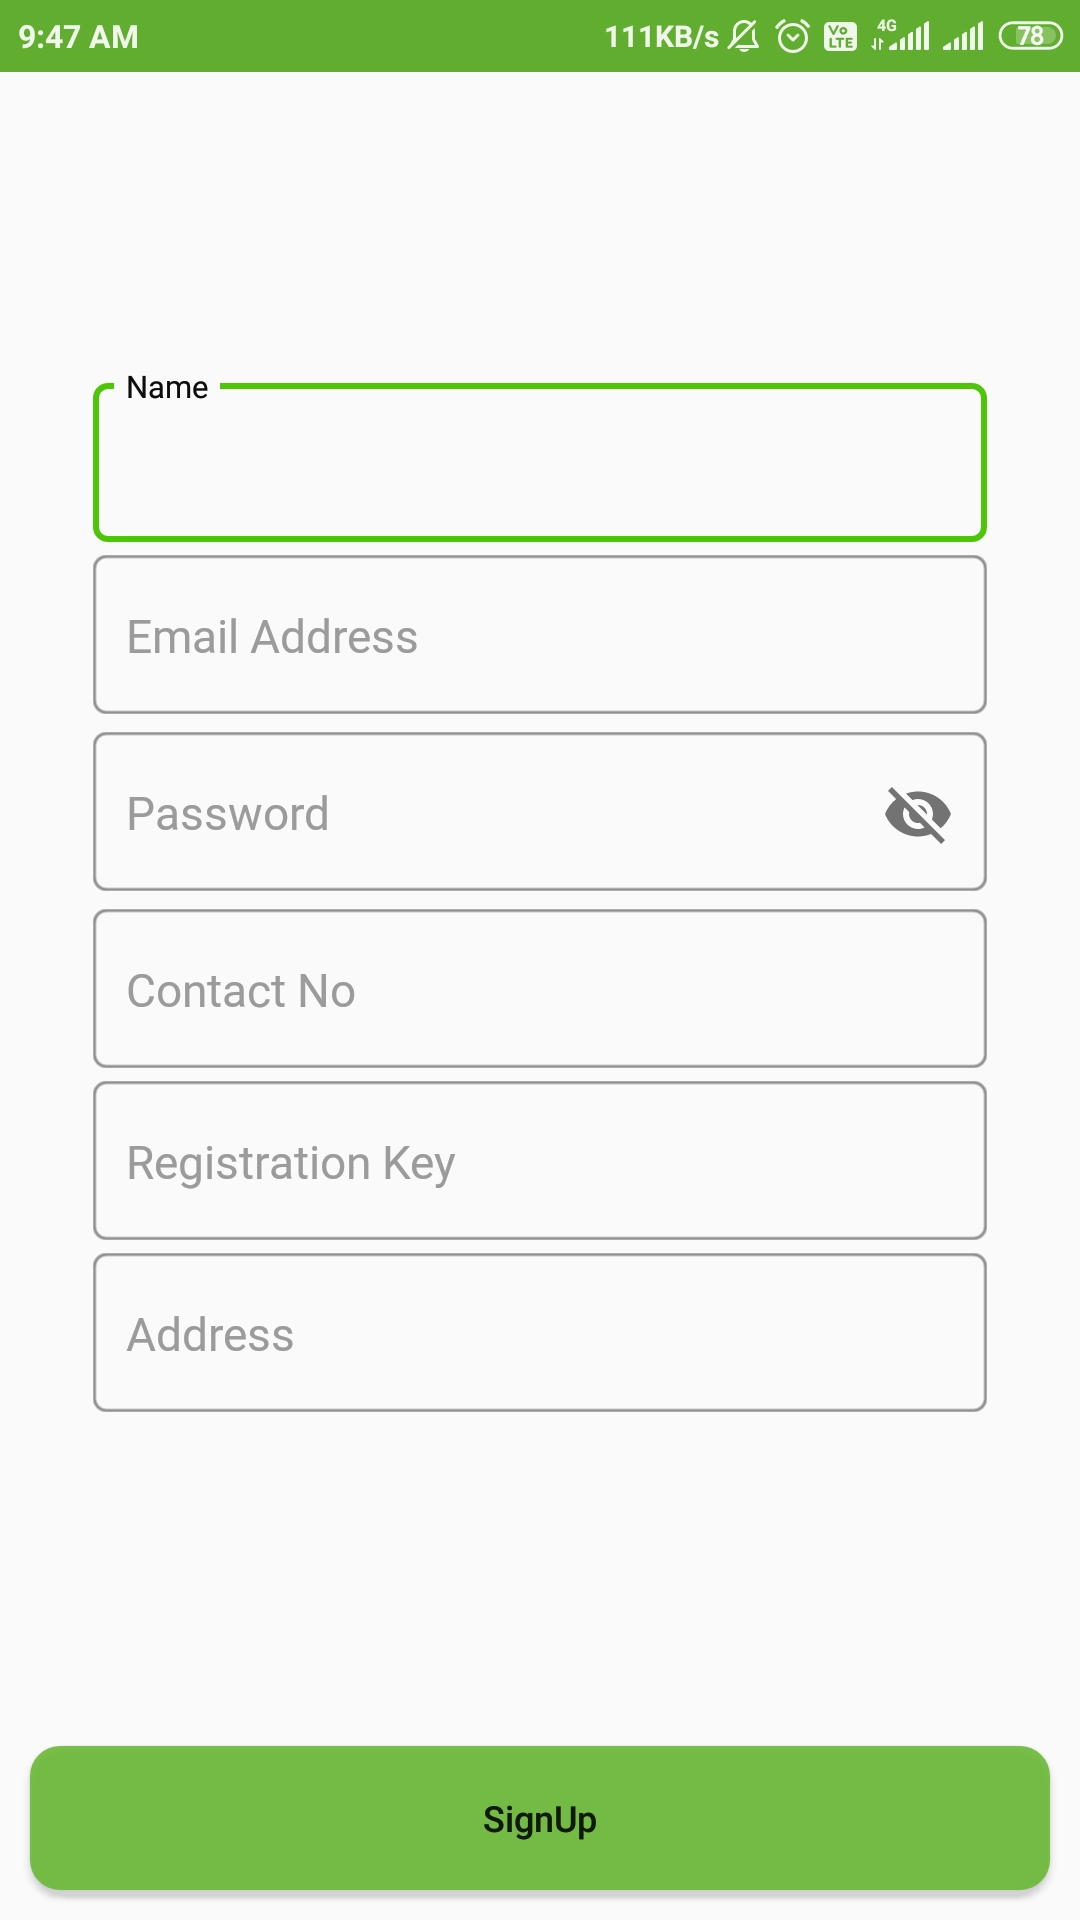 9:47 AM 111KB/s Vo LTE 4G 78
Name
Email Address
Password
Contact No
Registration Key
Address
SignUp